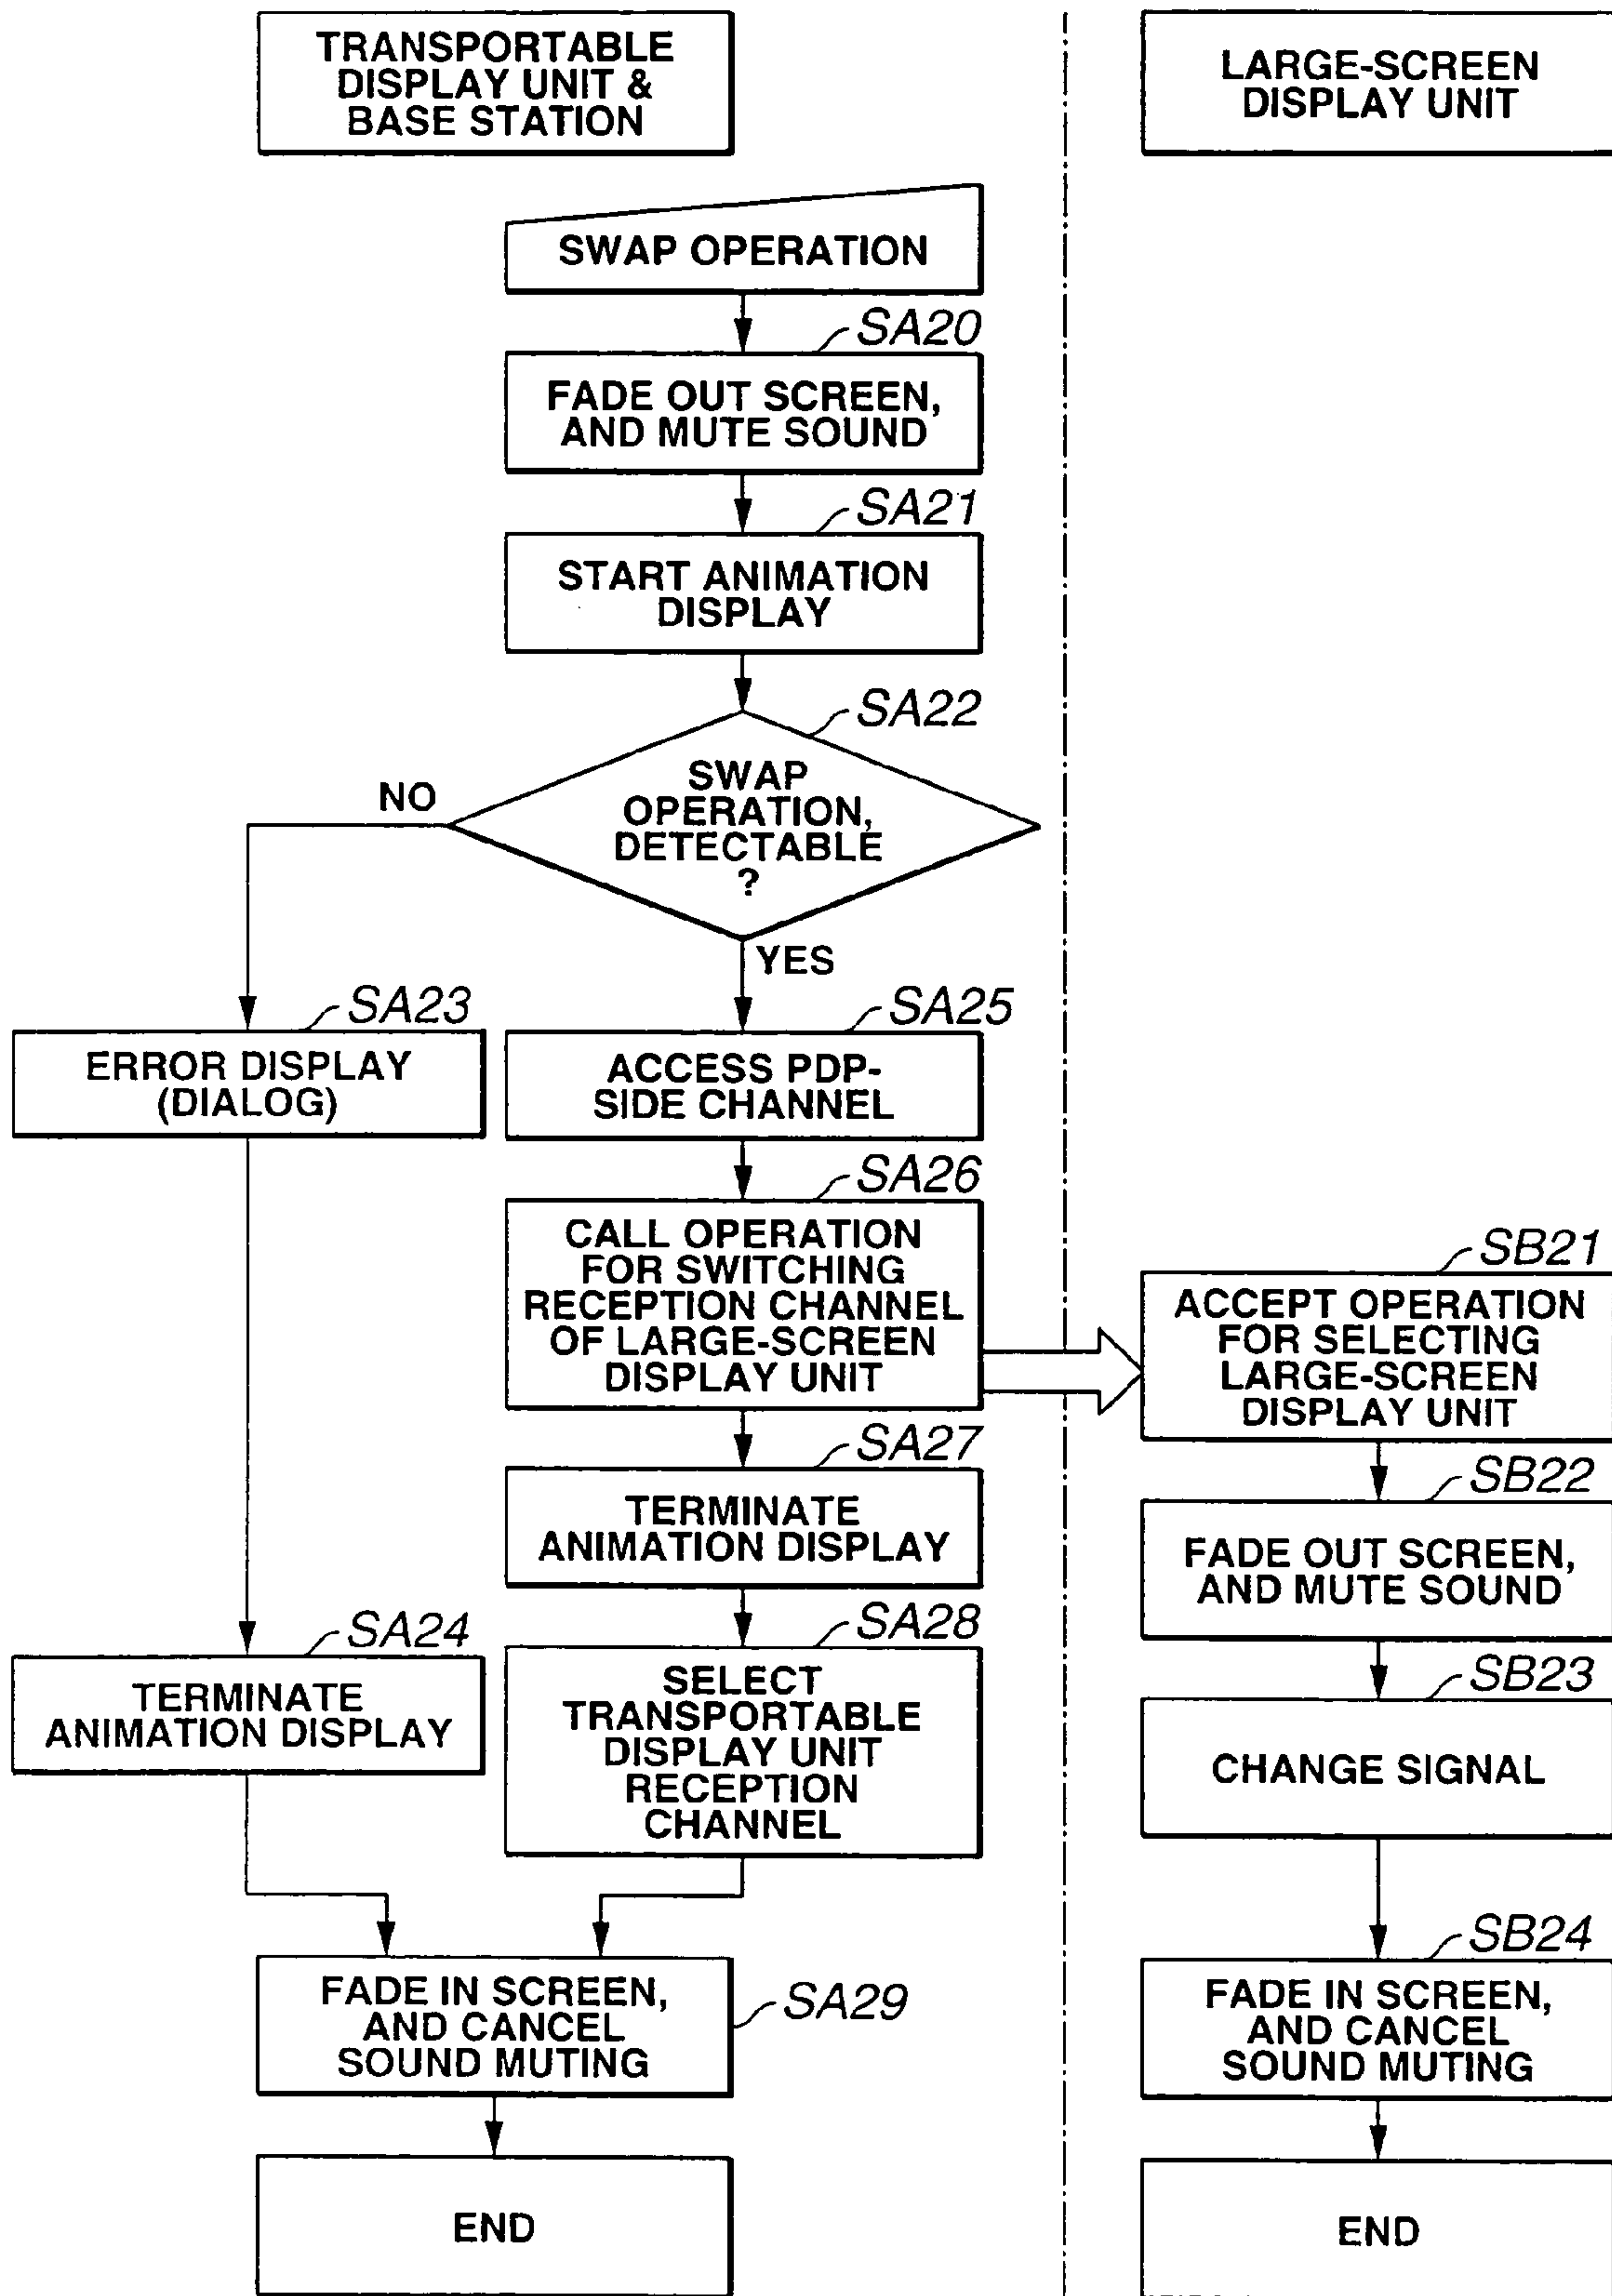 TRANSPORTABLE
DISPLAY UNIT &
BASE STATION
LARGE-SCREEN
DISPLAY UNIT
SWAP OPERATION
SA20
FADE OUT SCREEN,
AND MUTE SOUND
SA21
START ANIMATION
DISPLAY
SA22
SWAP
OPERATION,
DETECTABLE
?
NO
YES
SA23
ERROR DISPLAY
(DIALOG)
SA25
ACCESS PDP-
SIDE CHANNEL
SA26
CALL OPERATION
FOR SWITCHING
RECEPTION CHANNEL
OF LARGE-SCREEN
DISPLAY UNIT
SB21
ACCEPT OPERATION
FOR SELECTING
LARGE-SCREEN
DISPLAY UNIT
SA27
TERMINATE
ANIMATION DISPLAY
SB22
FADE OUT SCREEN,
AND MUTE SOUND
SA24
TERMINATE
ANIMATION DISPLAY
SA28
SELECT
TRANSPORTABLE
DISPLAY UNIT
RECEPTION
CHANNEL
SB23
CHANGE SIGNAL
FADE IN SCREEN,
AND CANCEL
SOUND MUTING
SA29
SB24
FADE IN SCREEN,
AND CANCEL
SOUND MUTING
END
END